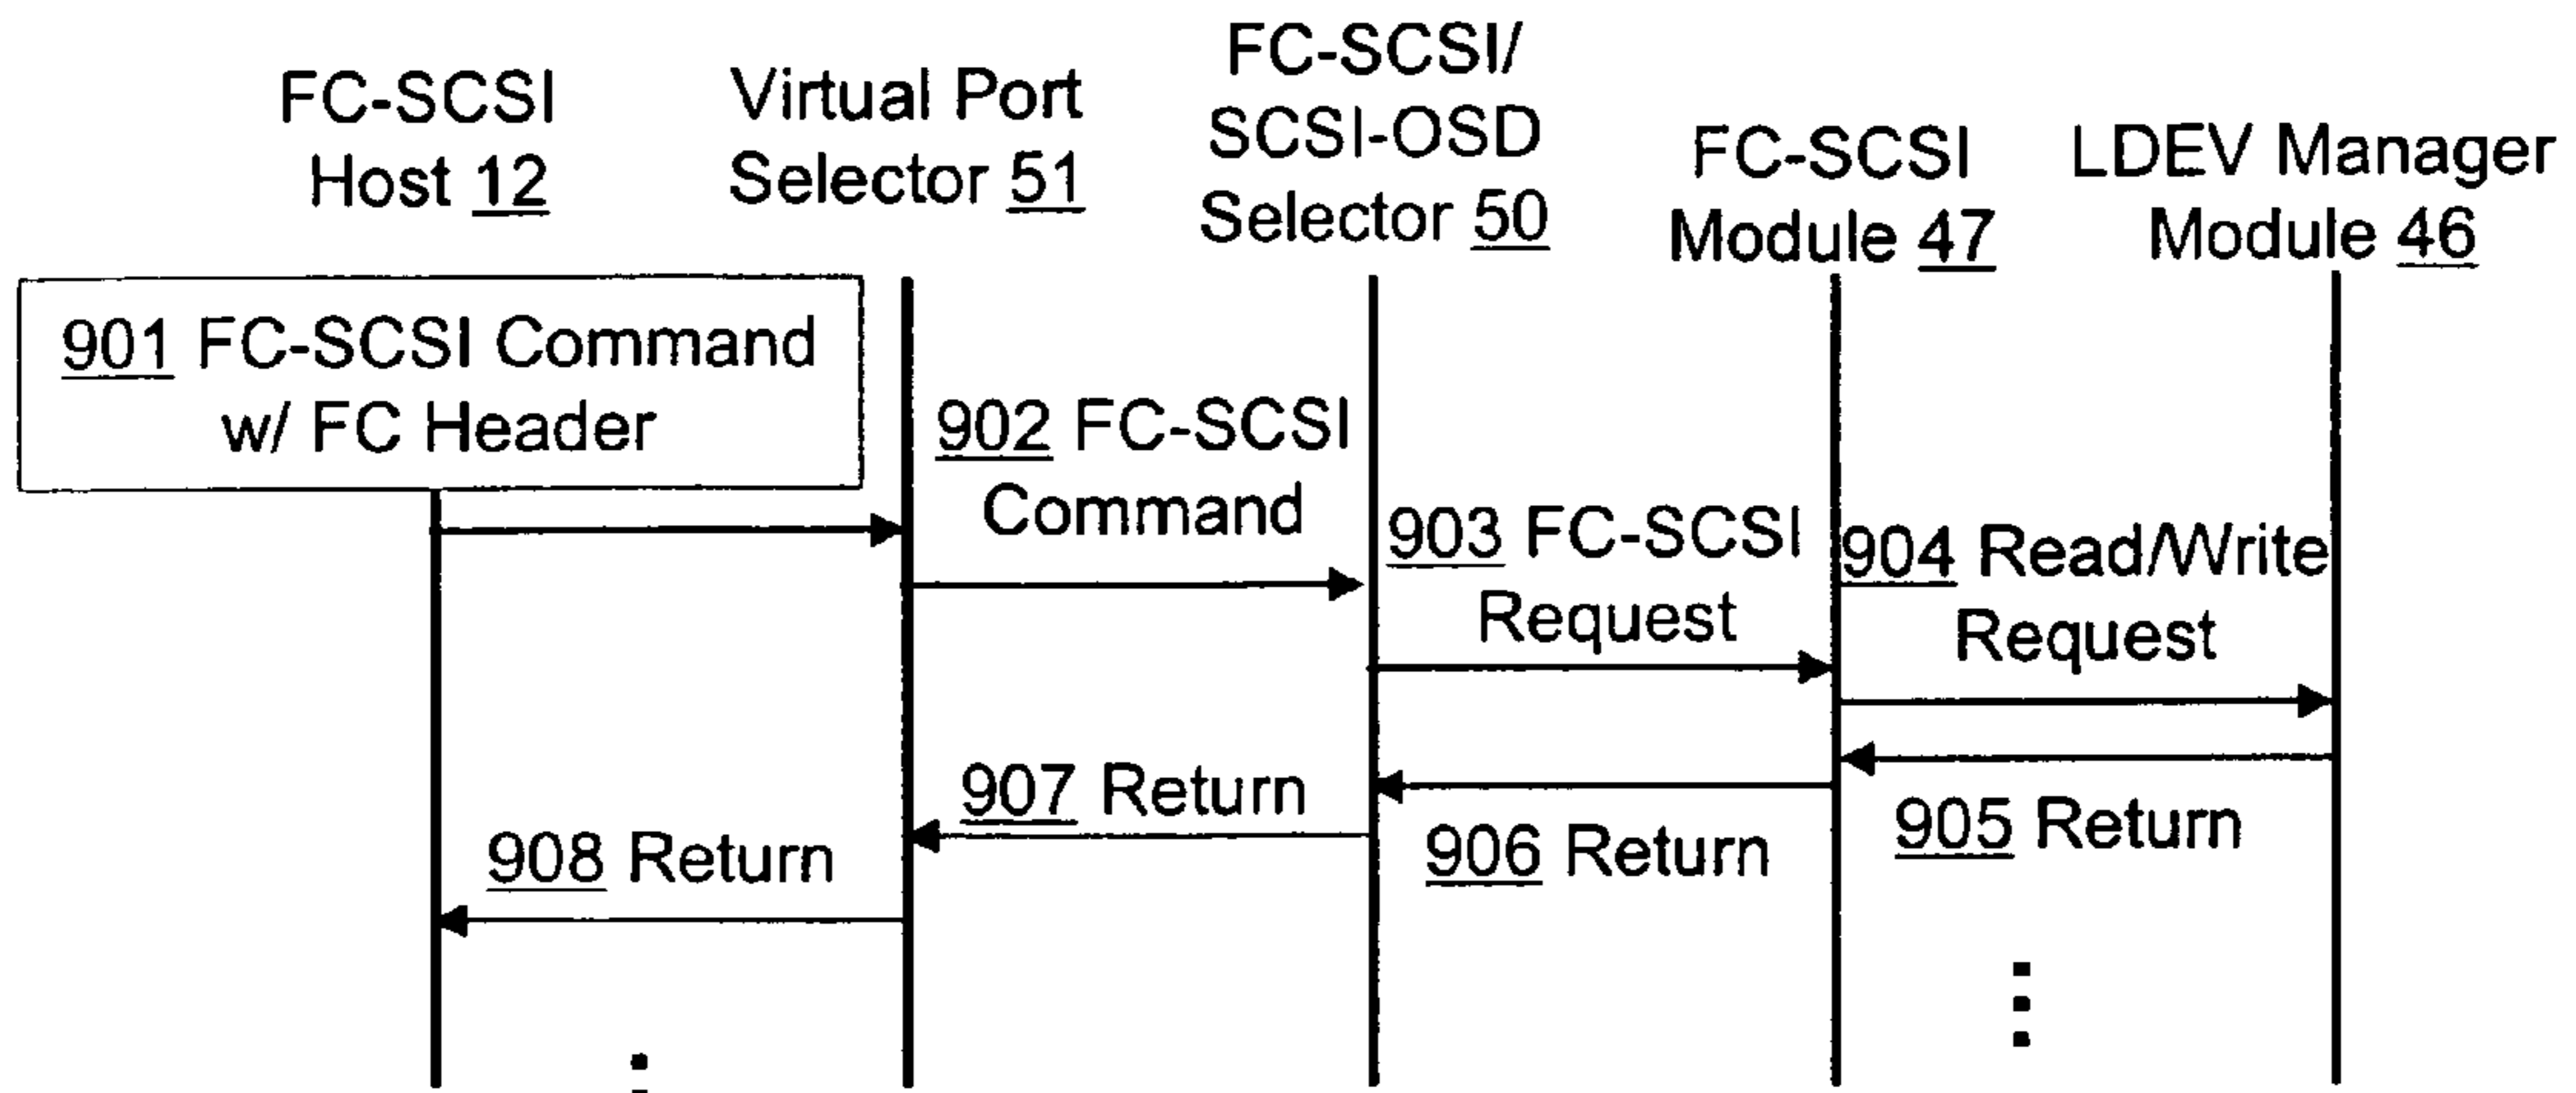 FC-SCSI
Host 12
Virtual Port
Selector 51
FC-SCSI/
SCSI-OSD
Selector 50
FC-SCSI
Module 47
LDEV Manager
Module 46
901 FC-SCSI Command
w/ FC Header
902 FC-SCSI
Command
903 FC-SCSI
Request
904 Read/Write
Request
905 Return
906 Return
907 Return
908 Return